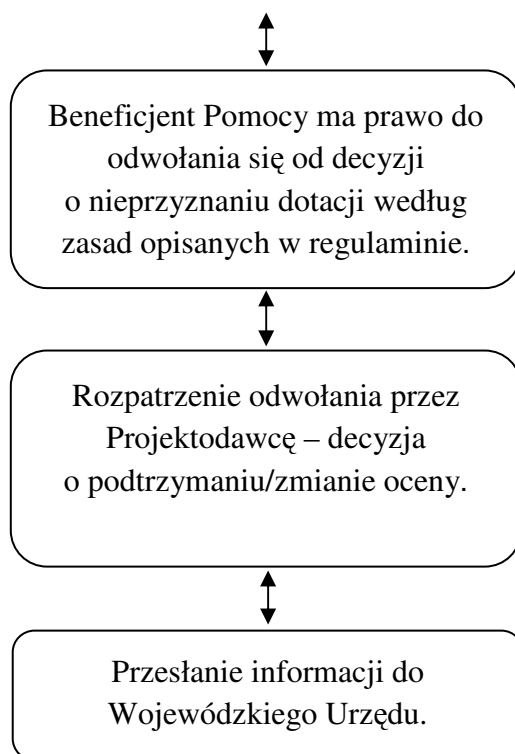 Beneficjent Pomocy ma prawo do
odwołania się od decyzji
o nieprzyznaniu dotacji według
zasad opisanych w regulaminie.
Rozpatrzenie odwołania przez
Projektodawcę – decyzja
o podtrzymaniu/zmianie oceny.
Przesłanie informacji do
Wojewódzkiego Urzędu.